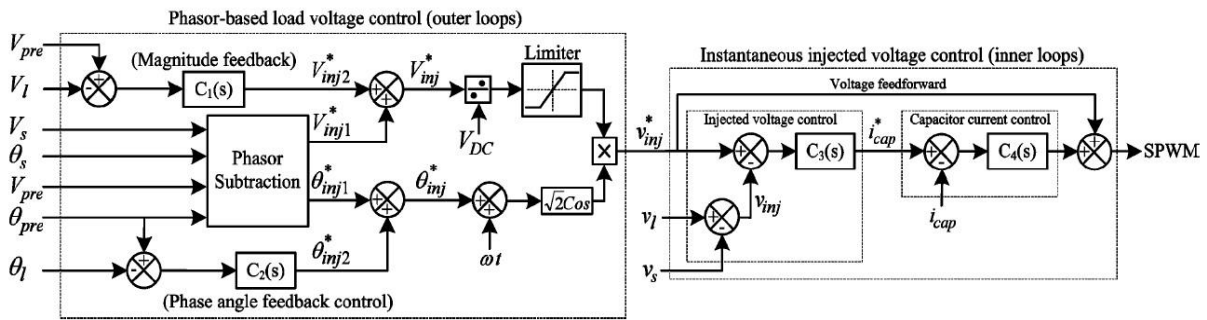 Phasor-based load voltage control (outer loops)
V_pre
(Magnitude feedback)
V_l
C₁(s)
V*_inj2
V*_inj
Limiter
÷
V_DC
V_s
θ_s
V_pre
θ_pre
Phasor
Subtraction
V*_inj1
θ*_inj1
θ*_inj
√2Cos
×
ωt
θ_l
C₂(s)
θ*_inj2
(Phase angle feedback control)
Instantaneous injected voltage control (inner loops)
Voltage feedforward
v*_inj
Injected voltage control
C₃(s)
i*_cap
Capacitor current control
C₄(s)
SPWM
v_inj
i_cap
v_l
v_s